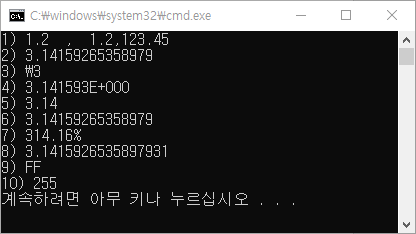 C:₩windows₩system32₩cmd.exe
1) 1.2  ,  1.2,123.45
2) 3.14159265358979
3) ₩3
4) 3.141593E+000
5) 3.14
6) 3.14159265358979
7) 314.16%
8) 3.1415926535897931
9) FF
10) 255
계속하려면 아무 키나 누르십시오 . . .